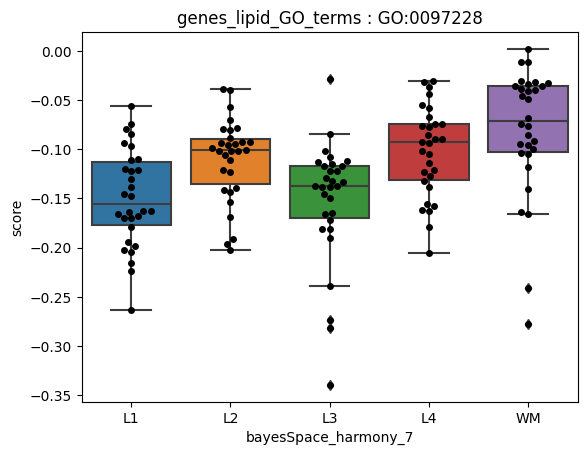 genes_lipid_GO_terms : GO:0097228
0.00
−0.05
−0.10
−0.15
−0.20
−0.25
−0.30
−0.35
score
L1 L2 L3 L4 WM
bayesSpace_harmony_7